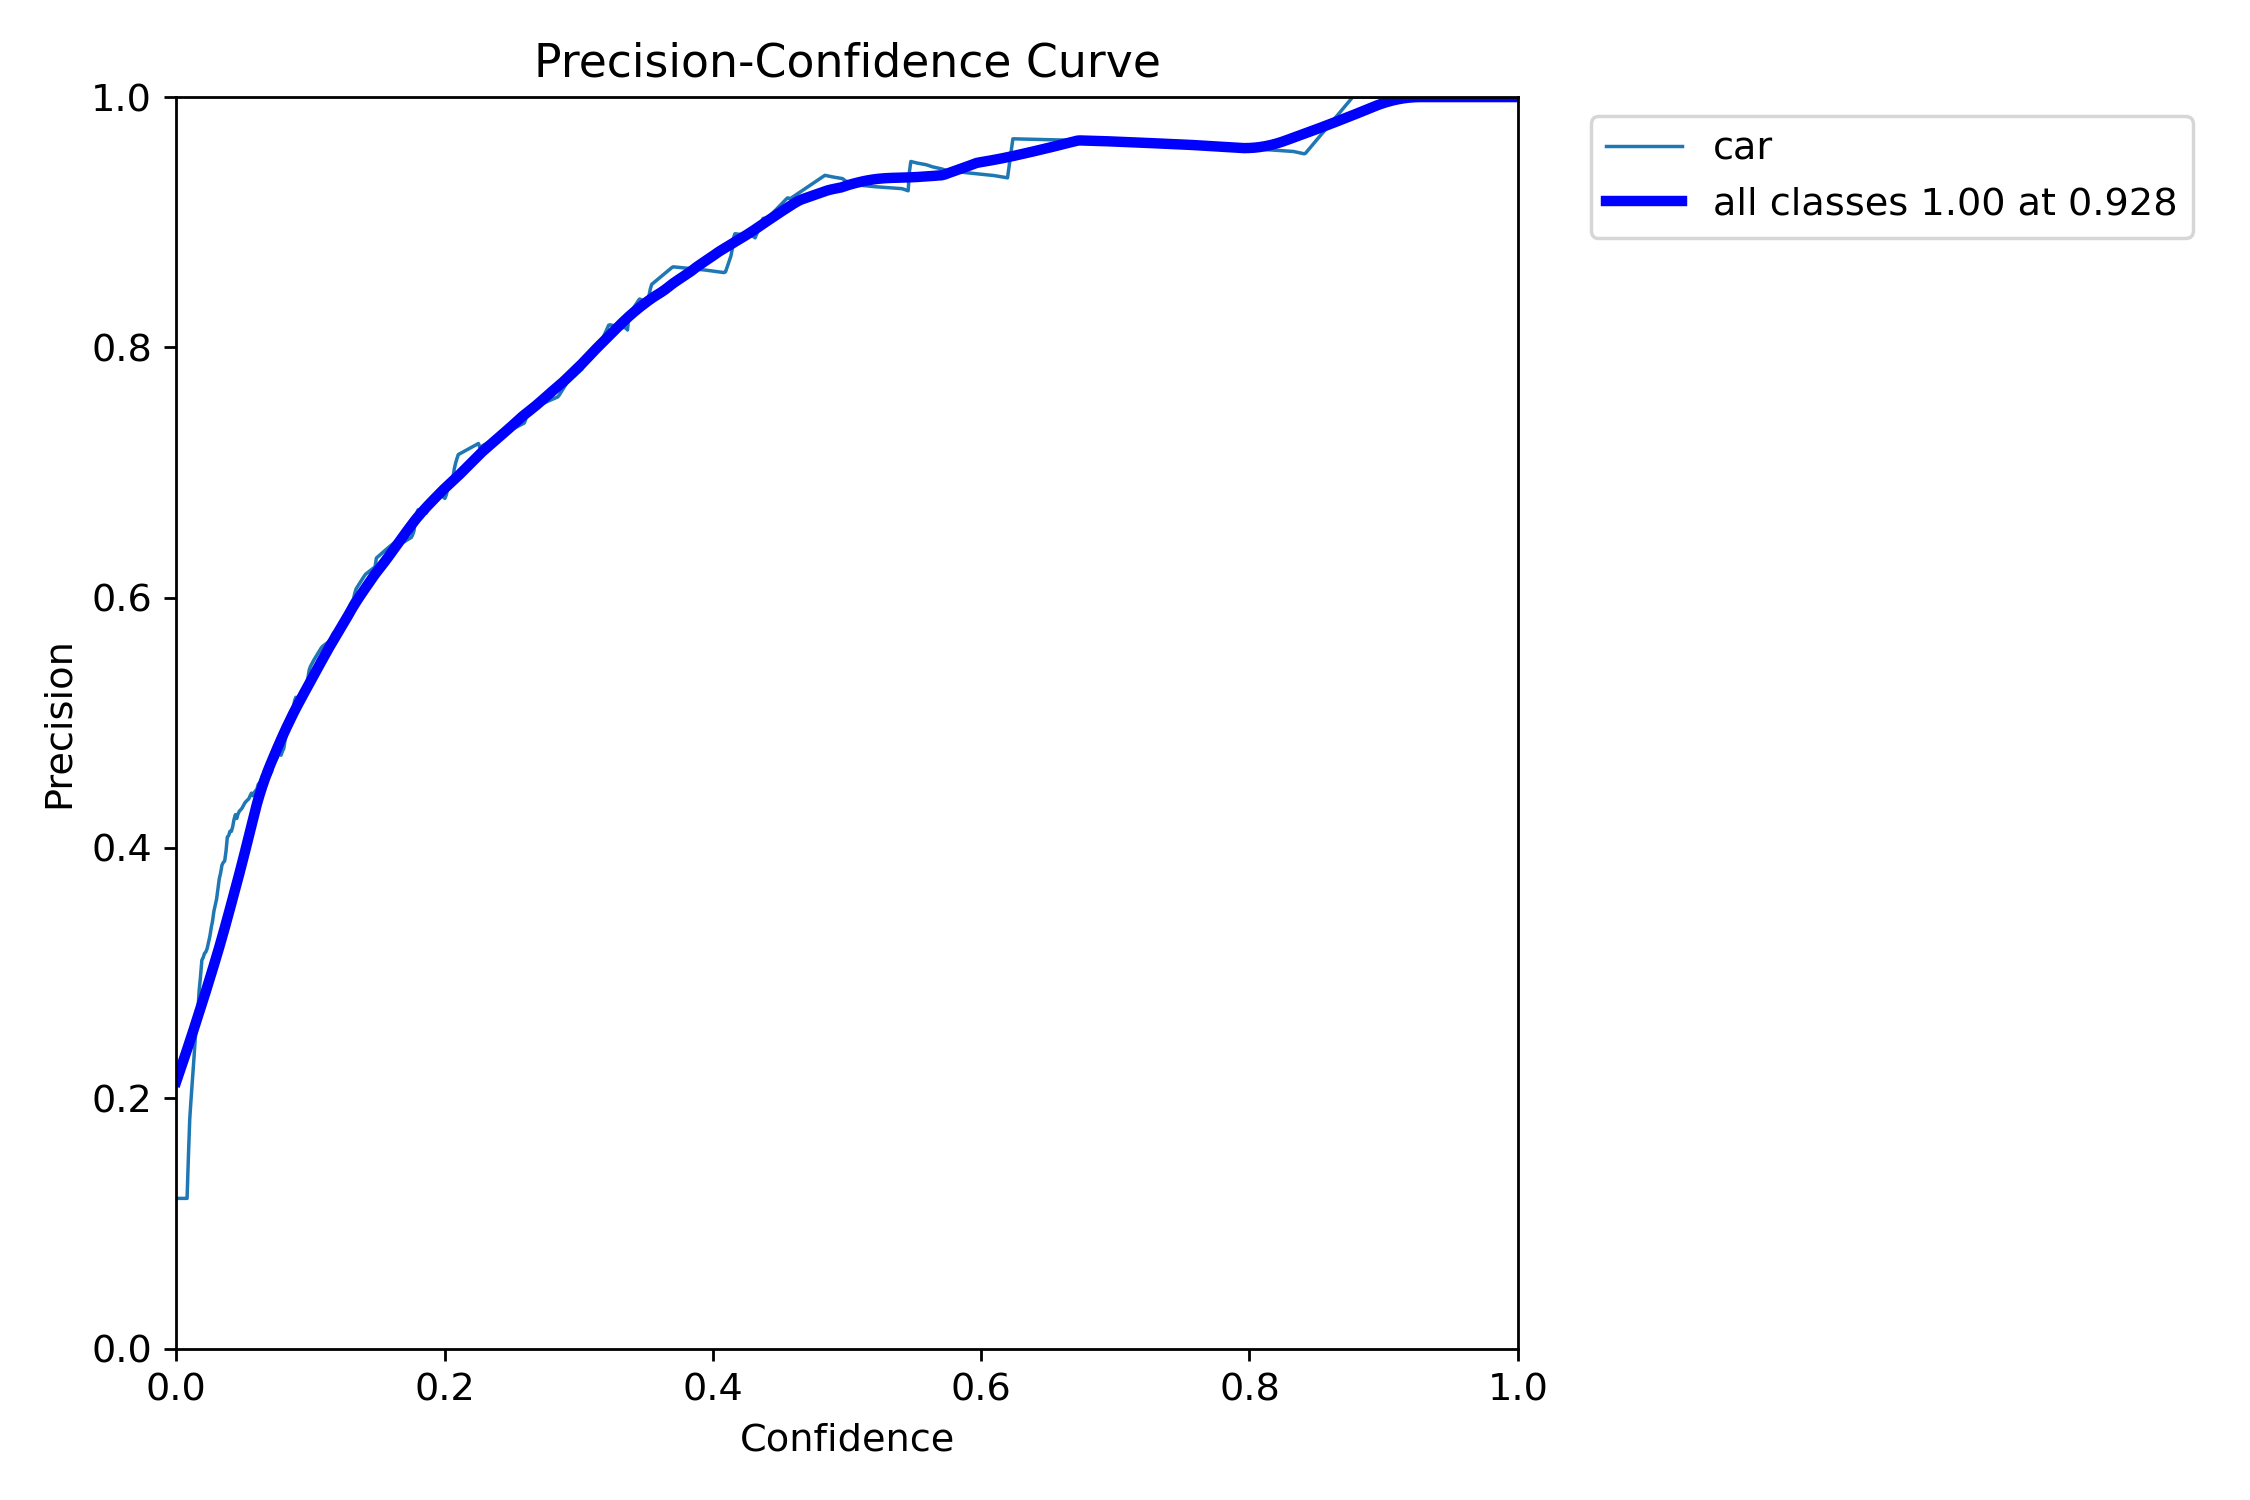 Precision-Confidence Curve
1.0
0.8
0.6
0.4
0.2
0.0
Precision
0.0 0.2 0.4 0.6 0.8 1.0
Confidence
car
all classes 1.00 at 0.928